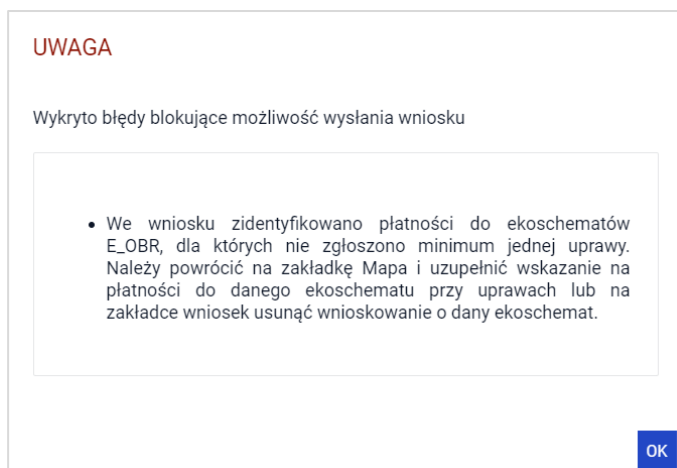 UWAGA
Wykryto błędy blokujące możliwość wysłania wniosku
• We wniosku zidentyfikowano płatności do ekoschematów
E_OBR, dla których nie zgłoszono minimum jednej uprawy.
Należy powrócić na zakładkę Mapa i uzupełnić wskazanie na
płatności do danego ekoschematu przy uprawach lub na
zakładce wniosek usunąć wnioskowanie o dany ekoschemat.
OK